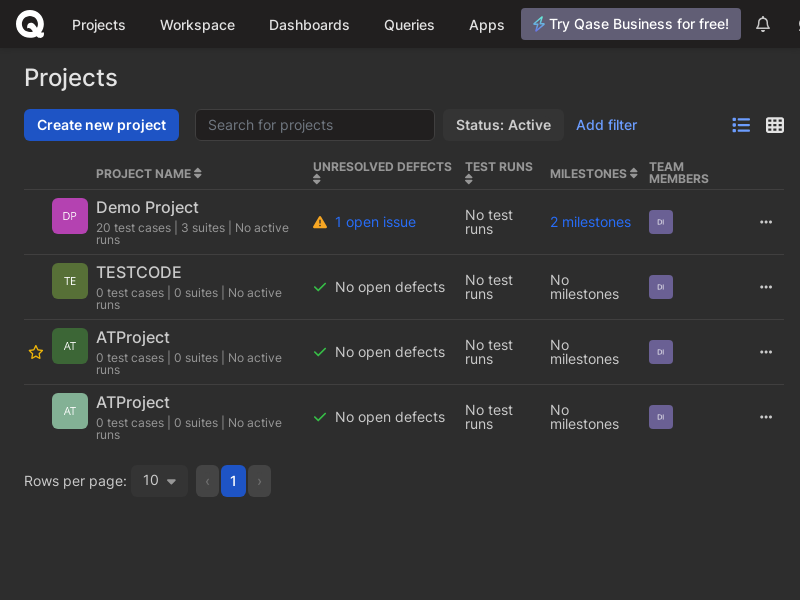 Projects Workspace Dashboards Queries Apps Try Qase Business for free!
Projects
Create new project Search for projects Status: Active Add filter
PROJECT NAME UNRESOLVED DEFECTS TEST RUNS MILESTONES TEAM MEMBERS
DP Demo Project
20 test cases | 3 suites | No active runs
1 open issue No test runs 2 milestones DI
TE TESTCODE
0 test cases | 0 suites | No active runs
No open defects No test runs No milestones DI
AT ATProject
0 test cases | 0 suites | No active runs
No open defects No test runs No milestones DI
AT ATProject
0 test cases | 0 suites | No active runs
No open defects No test runs No milestones DI
Rows per page: 10 ‹ 1 ›